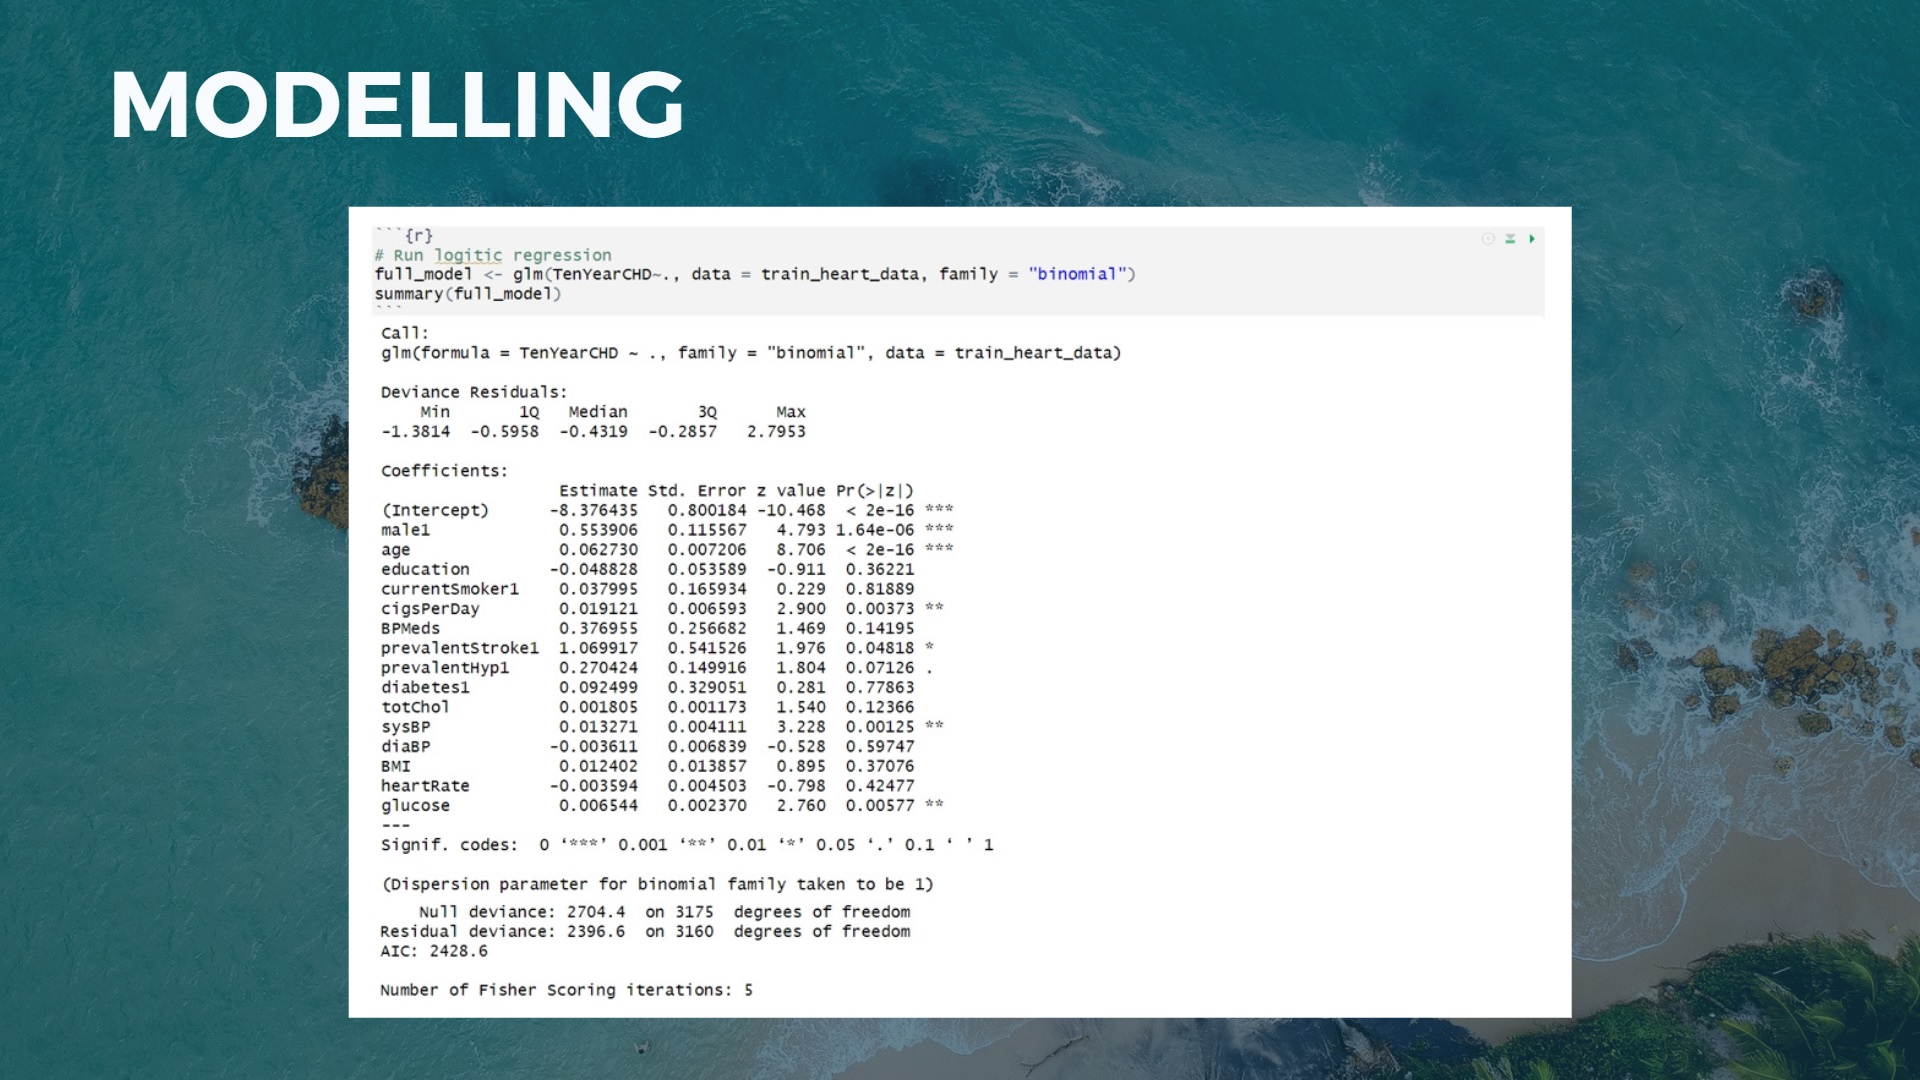 MODELLING
```{r}
# Run logitic regression
full_model <- glm(TenYearCHD~., data = train_heart_data, family = "binomial")
summary(full_model)
```
Call:
glm(formula = TenYearCHD ~ ., family = "binomial", data = train_heart_data)
Deviance Residuals:
Min 1Q Median 3Q Max
-1.3814 -0.5958 -0.4319 -0.2857 2.7953
Coefficients:
Estimate Std. Error z value Pr(>|z|)
(Intercept) -8.376435 0.800184 -10.468 < 2e-16 ***
male1 0.553906 0.115567 4.793 1.64e-06 ***
age 0.062730 0.007206 8.706 < 2e-16 ***
education -0.048828 0.053589 -0.911 0.36221
currentSmoker1 0.037995 0.165934 0.229 0.81889
cigsPerDay 0.019121 0.006593 2.900 0.00373 **
BPMeds 0.376955 0.256682 1.469 0.14195
prevalentStroke1 1.069917 0.541526 1.976 0.04818 *
prevalentHyp1 0.270424 0.149916 1.804 0.07126 .
diabetes1 0.092499 0.329051 0.281 0.77863
totChol 0.001805 0.001173 1.540 0.12366
sysBP 0.013271 0.004111 3.228 0.00125 **
diaBP -0.003611 0.006839 -0.528 0.59747
BMI 0.012402 0.013857 0.895 0.37076
heartRate -0.003594 0.004503 -0.798 0.42477
glucose 0.006544 0.002370 2.760 0.00577 **
---
Signif. codes: 0 ‘***’ 0.001 ‘**’ 0.01 ‘*’ 0.05 ‘.’ 0.1 ‘ ’ 1
(Dispersion parameter for binomial family taken to be 1)
Null deviance: 2704.4 on 3175 degrees of freedom
Residual deviance: 2396.6 on 3160 degrees of freedom
AIC: 2428.6
Number of Fisher Scoring iterations: 5